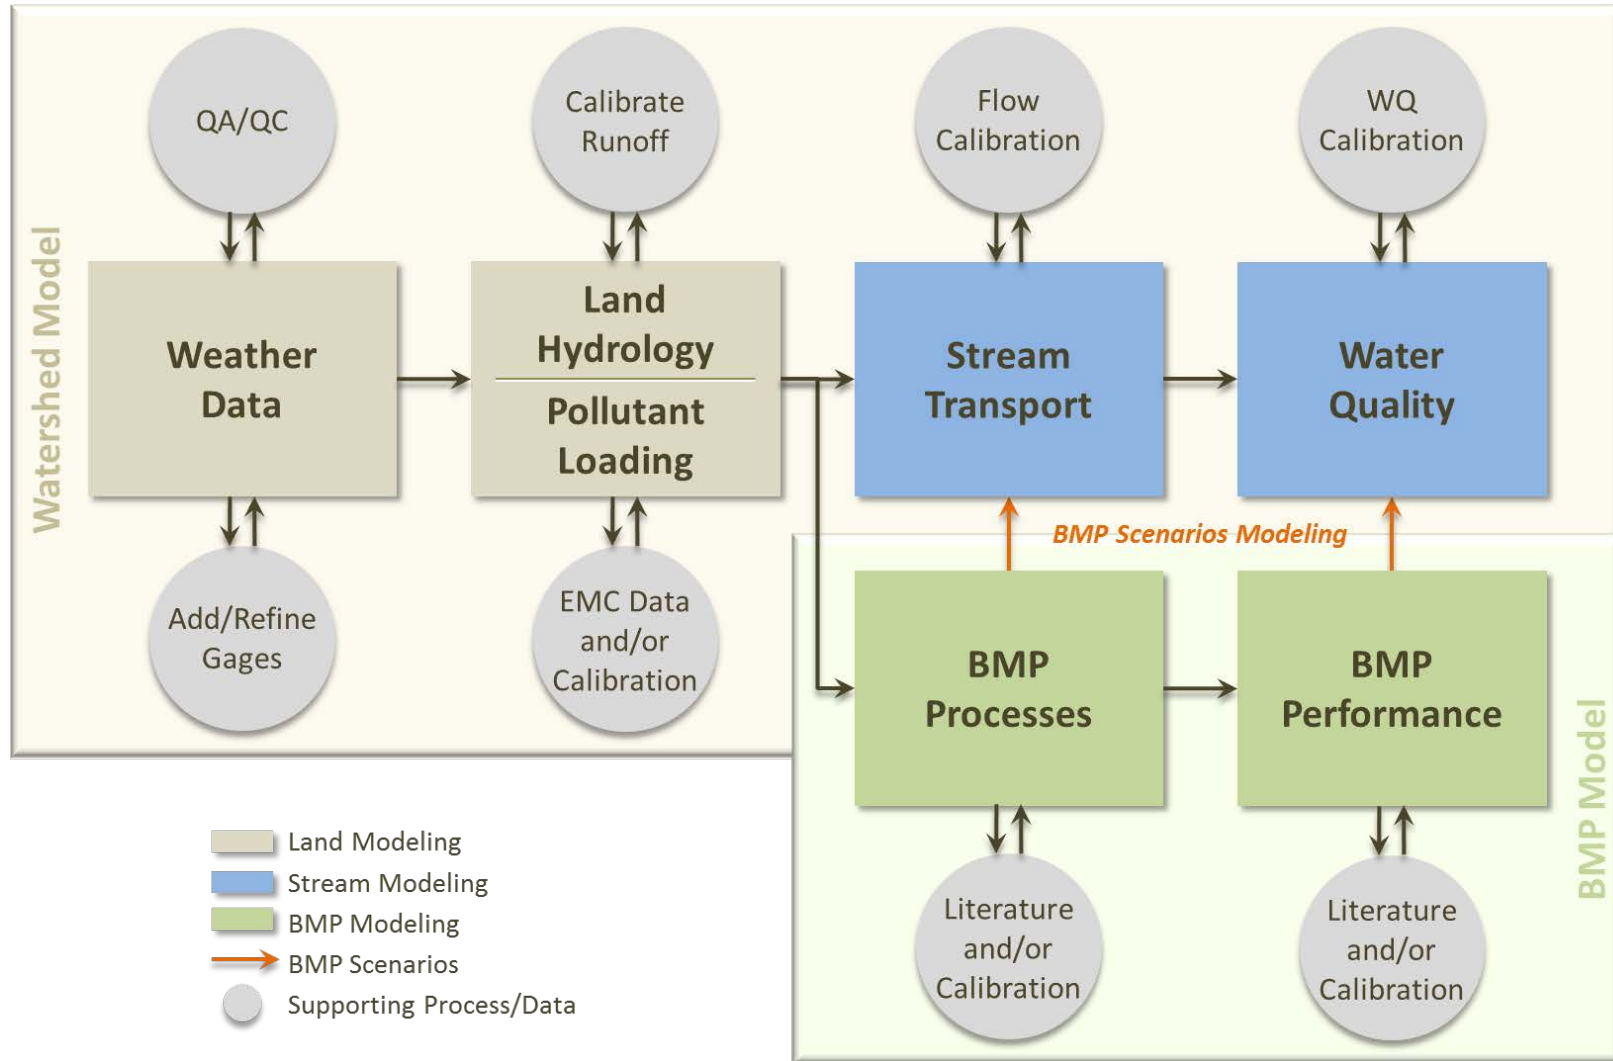 QA/QC
Calibrate
Runoff
Flow
Calibration
WQ
Calibration
Watershed Model
Weather
Data
Land
Hydrology
Pollutant
Loading
Stream
Transport
Water
Quality
BMP Scenarios Modeling
Add/Refine
Gages
EMC Data
and/or
Calibration
BMP
Processes
BMP
Performance
BMP Model
Literature
and/or
Calibration
Literature
and/or
Calibration
Land Modeling
Stream Modeling
BMP Modeling
BMP Scenarios
Supporting Process/Data